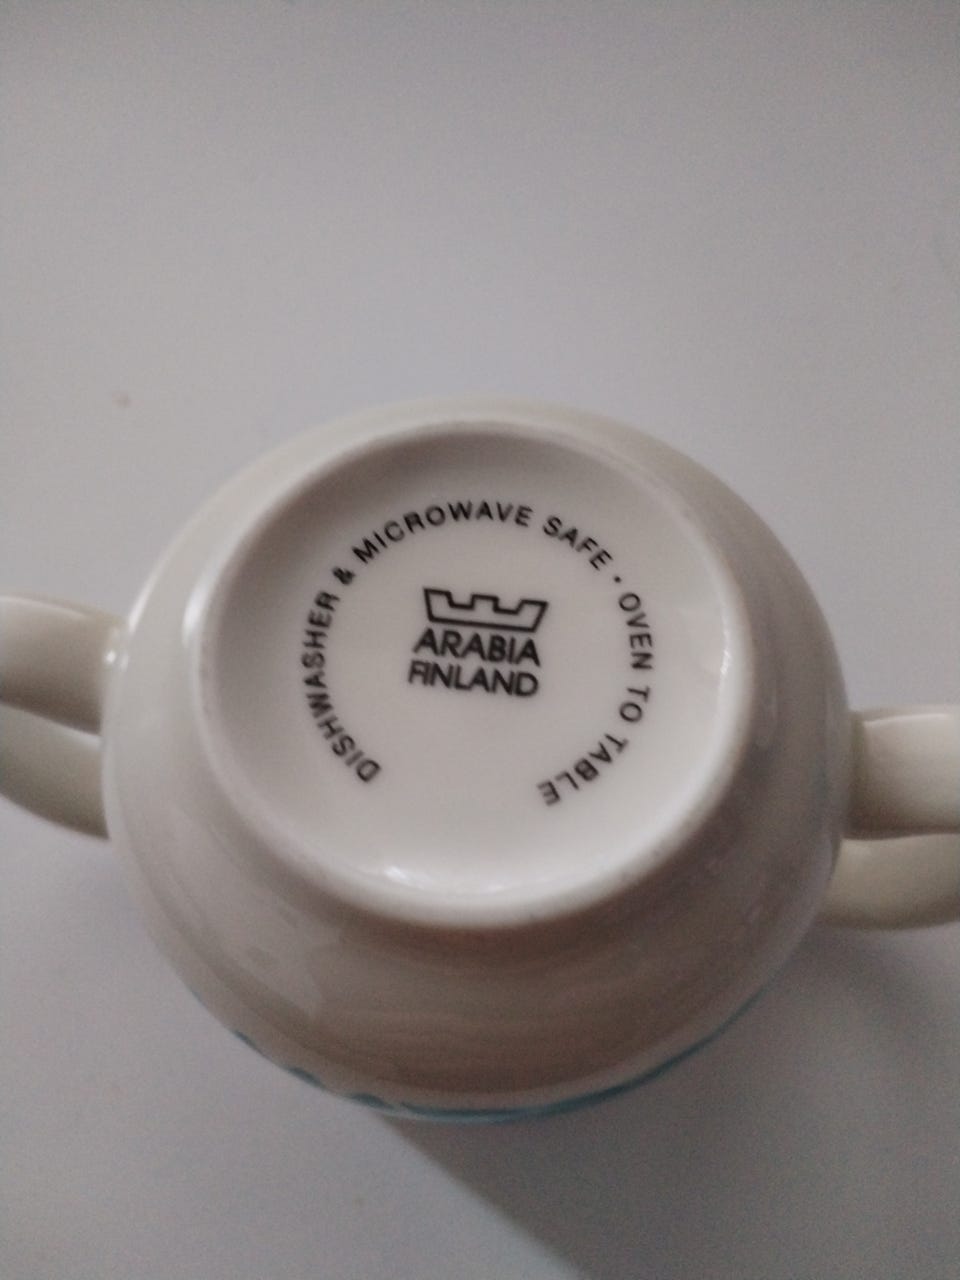 DISHWASHER & MICROWAVE SAFE · OVEN TO TABLE
ARABIA
FINLAND